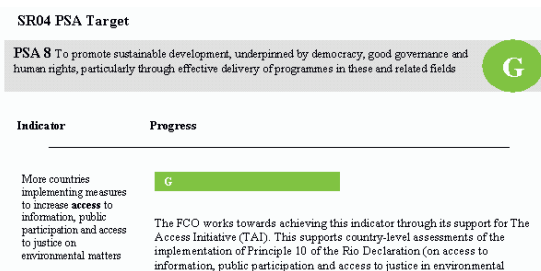 SR04 PSA Target
PSA 8 To promote sustainable development, underpinned by democracy, good governance and
human rights, particularly through effective delivery of programmes in these and related fields
G
Indicator Progress
More countries
implementing measures
to increase access to
information, public
participation and access
to justice on
environmental matters
G
The FCO works towards achieving this indicator through its support for The
Access Initiative (TAI). This supports country-level assessments of the
implementation of Principle 10 of the Rio Declaration (on access to
information, public participation and access to justice in environmental